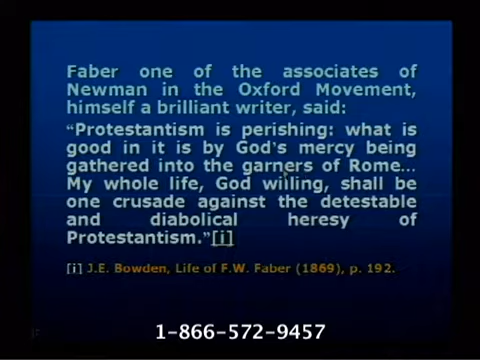 Faber one of the associates of
Newman in the Oxford Movement,
himself a brilliant writer, said:
“Protestantism is perishing: what is
good in it is by God's mercy being
gathered into the garners of Rome...
My whole life, God willing, shall be
one crusade against the detestable
and diabolical heresy of
Protestantism.”[i]
[i] J.E. Bowden, Life of F.W. Faber (1869), p. 192.
1-866-572-9457